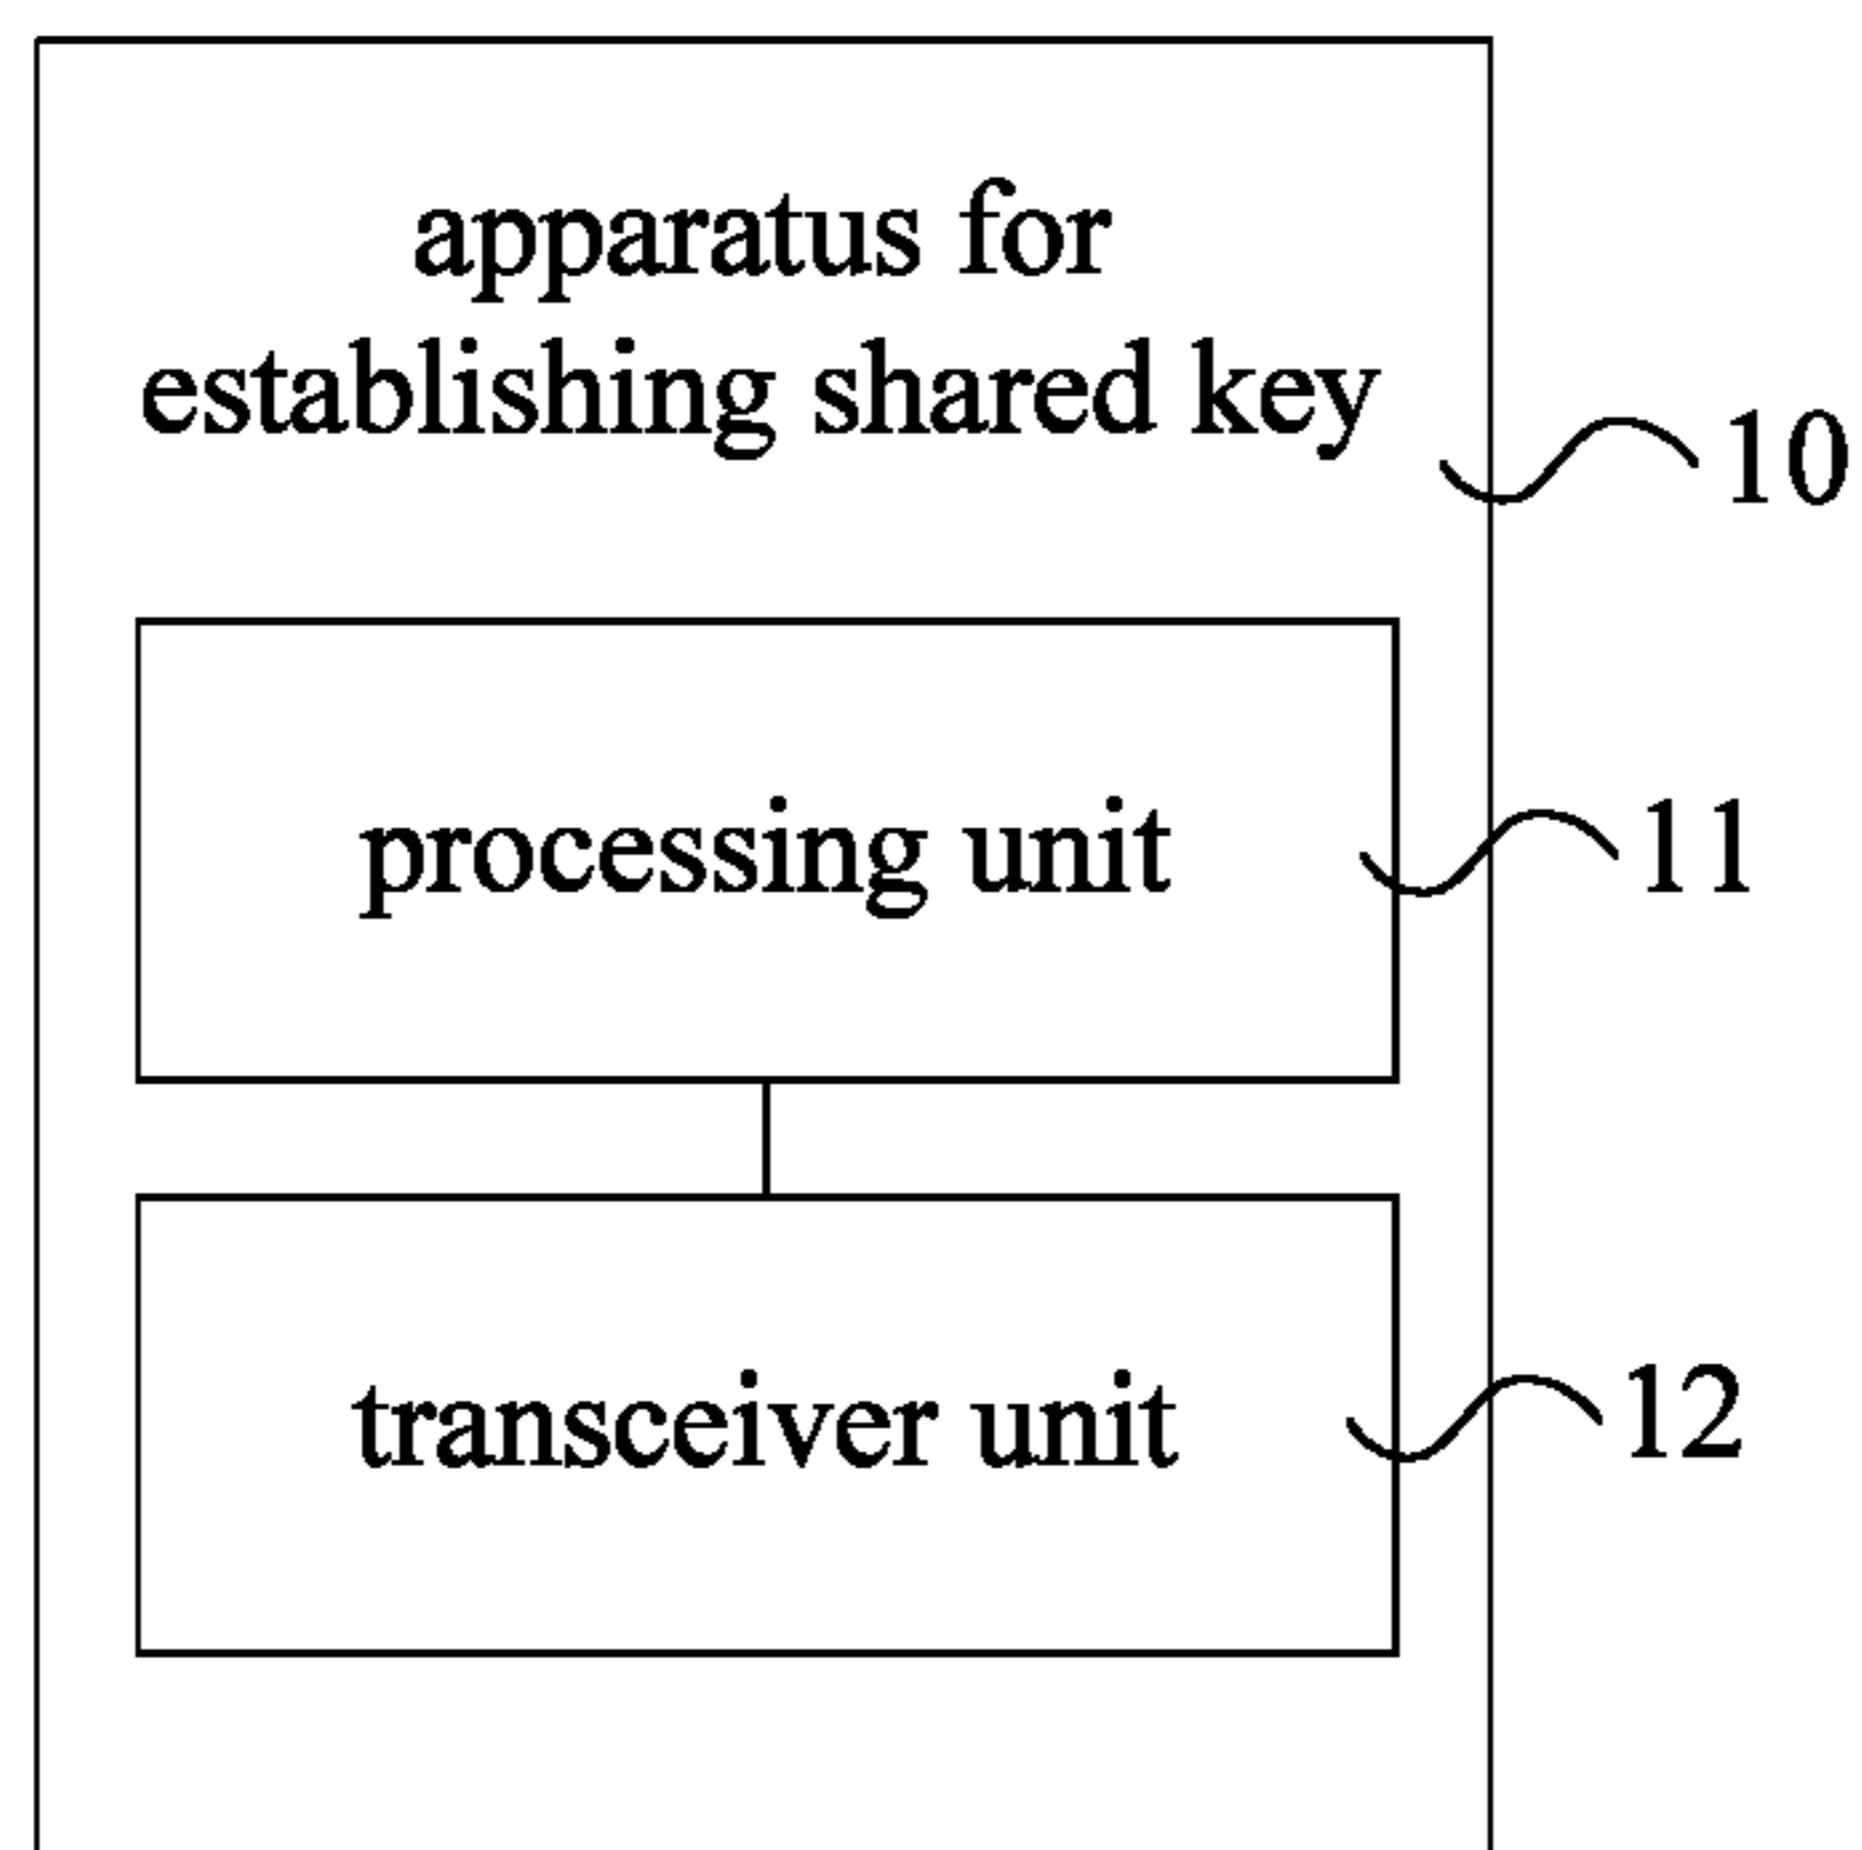 apparatus for
establishing shared key
10
processing unit
11
transceiver unit
12